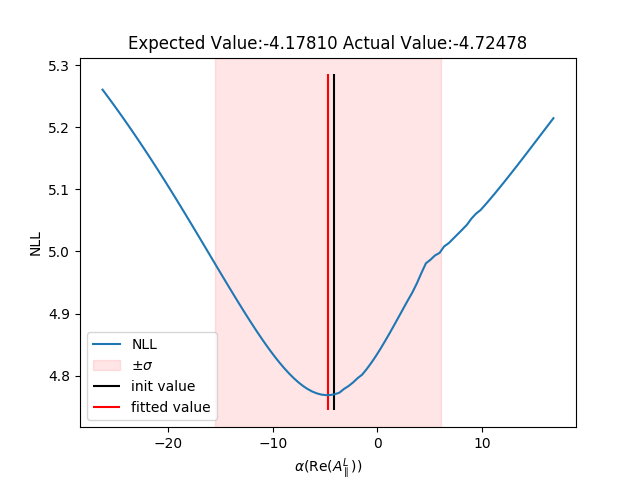 Expected Value:-4.17810 Actual Value:-4.72478
5.3
5.2
5.1
5.0
4.9
4.8
NLL
NLL
±σ
init value
fitted value
−20
−10
0
10
α(Re(A∥ᴸ))